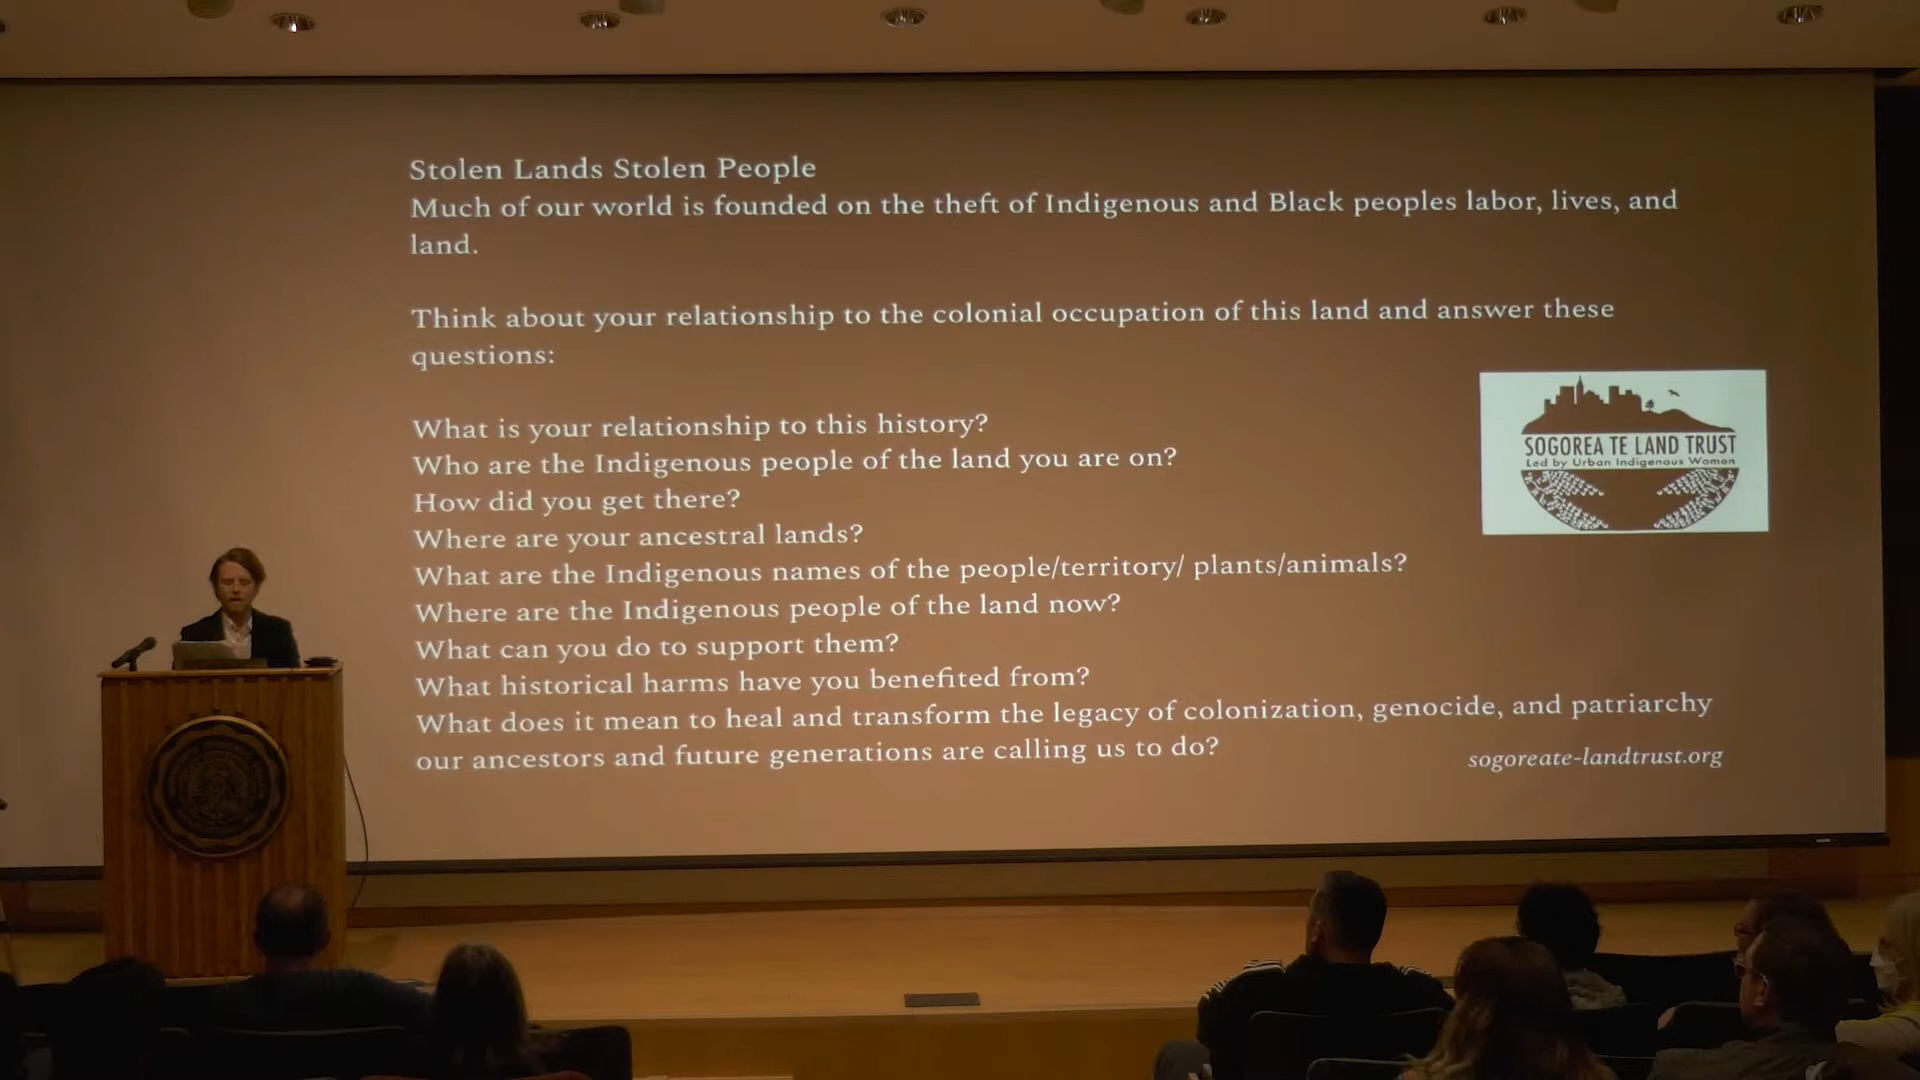 Stolen Lands Stolen People
Much of our world is founded on the theft of Indigenous and Black peoples labor, lives, and
land.
Think about your relationship to the colonial occupation of this land and answer these
questions:
What is your relationship to this history?
Who are the Indigenous people of the land you are on?
How did you get there?
Where are your ancestral lands?
What are the Indigenous names of the people/territory/ plants/animals?
Where are the Indigenous people of the land now?
What can you do to support them?
What historical harms have you benefited from?
What does it mean to heal and transform the legacy of colonization, genocide, and patriarchy
our ancestors and future generations are calling us to do?
SOGOREA TE LAND TRUST
Led by Urban Indigenous Women
sogoreate-landtrust.org